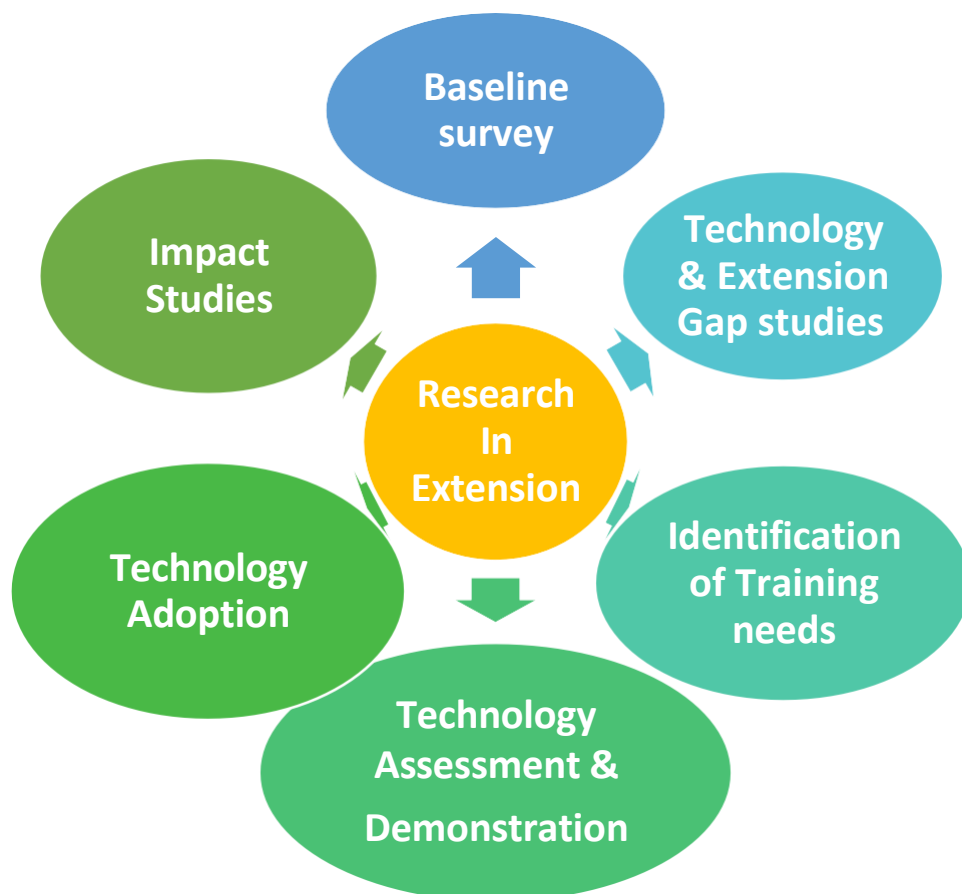 Baseline
survey
Technology
& Extension
Gap studies
Identification
of Training
needs
Technology
Assessment &
Demonstration
Technology
Adoption
Impact
Studies
Research
In
Extension